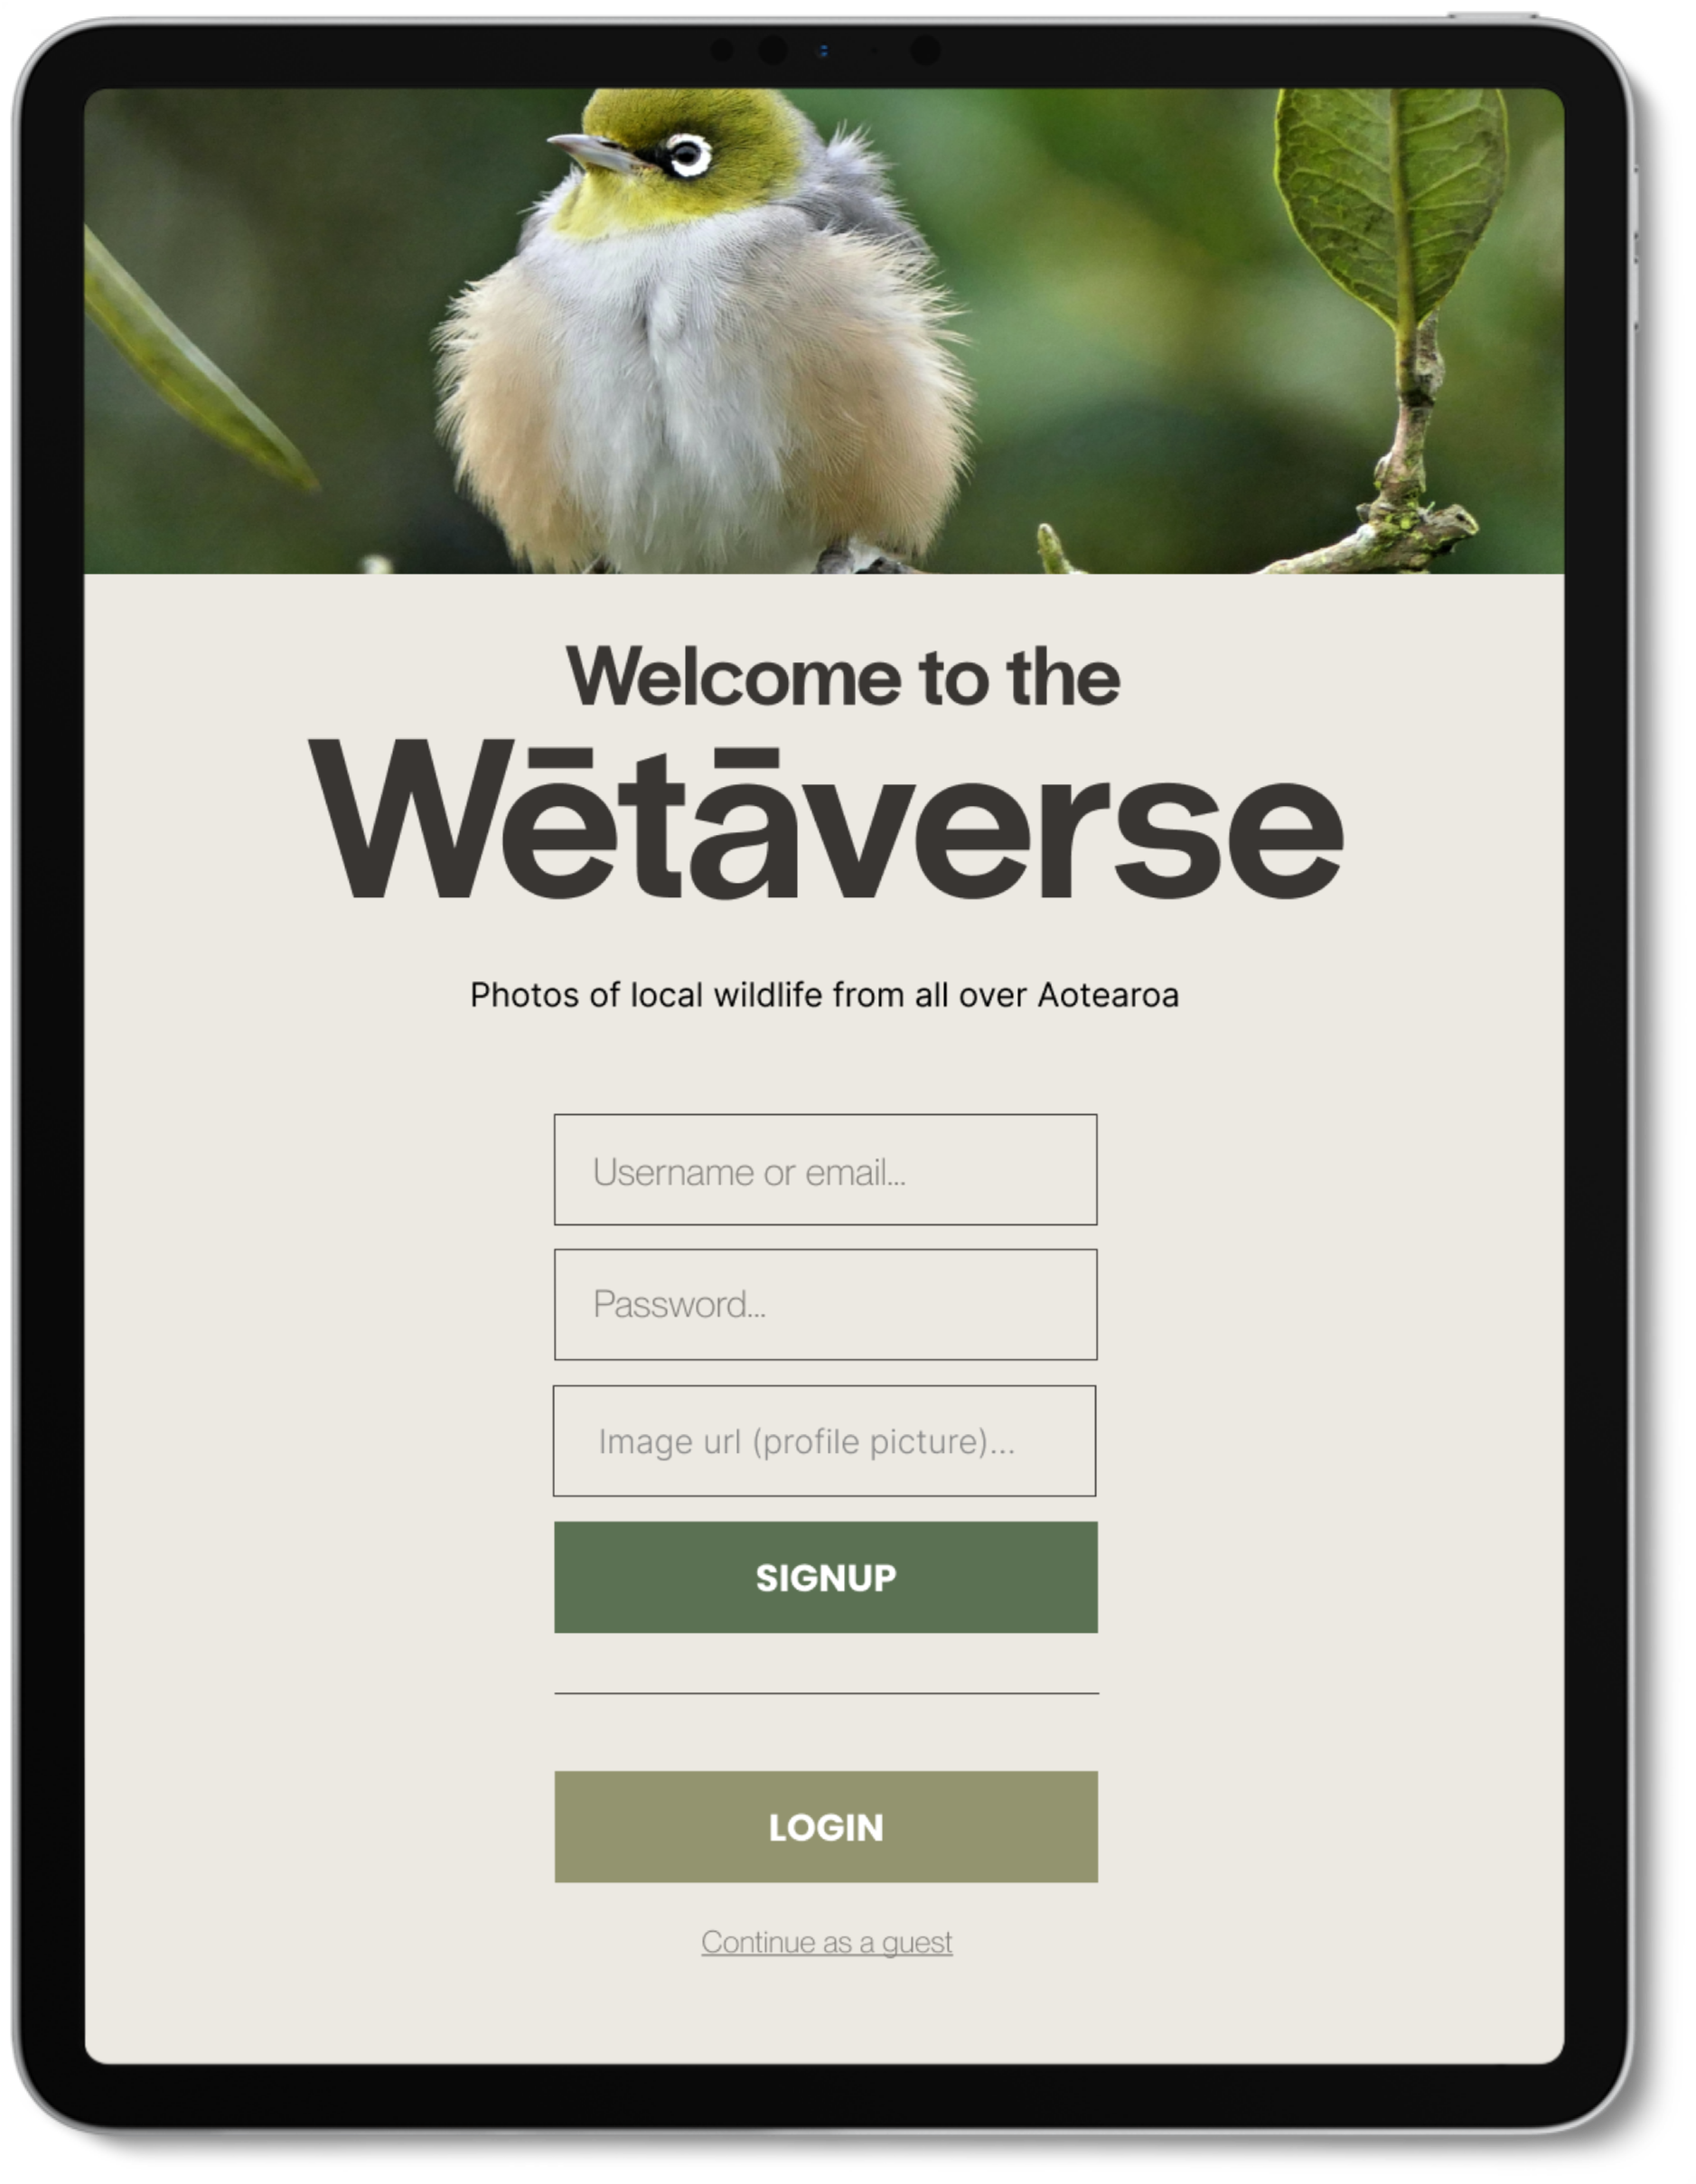 Welcome to the
Wētāverse
Photos of local wildlife from all over Aotearoa
Username or email...
Password...
Image url (profile picture)...
SIGNUP
LOGIN
Continue as a guest